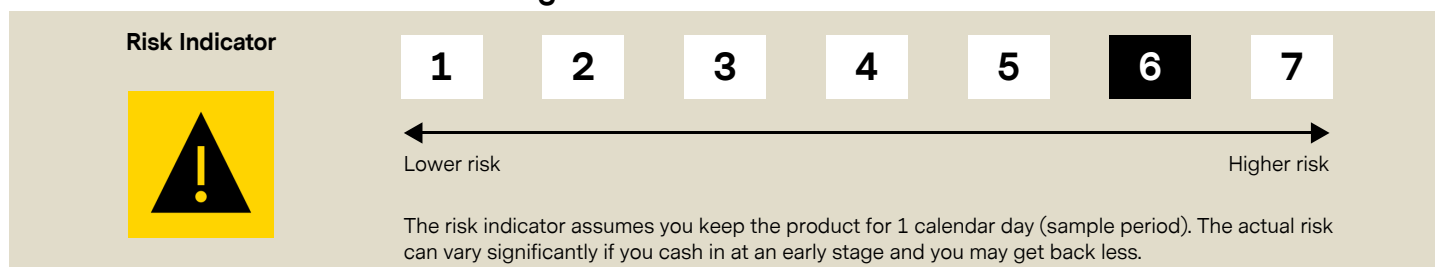 Risk Indicator
1 2 3 4 5 6 7
Lower risk Higher risk
The risk indicator assumes you keep the product for 1 calendar day (sample period). The actual risk
can vary significantly if you cash in at an early stage and you may get back less.